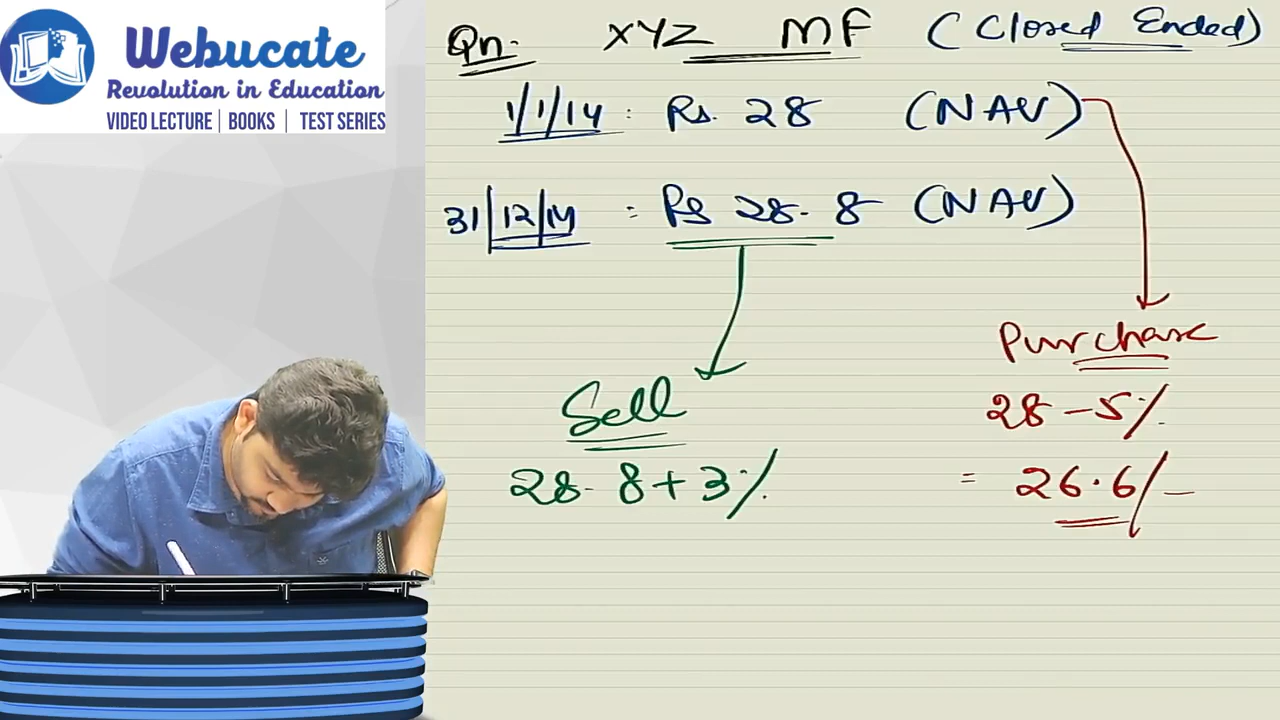 Webucate
Revolution in Education
VIDEO LECTURE | BOOKS | TEST SERIES
Qn. XYZ MF (Closed Ended)
1/1/14 : Rs. 28 (NAV)
31/12/14 = Rs 28.8 (NAV)
Purchase
28 - 5%
= 26.6/-
Sell
28.8 + 3%